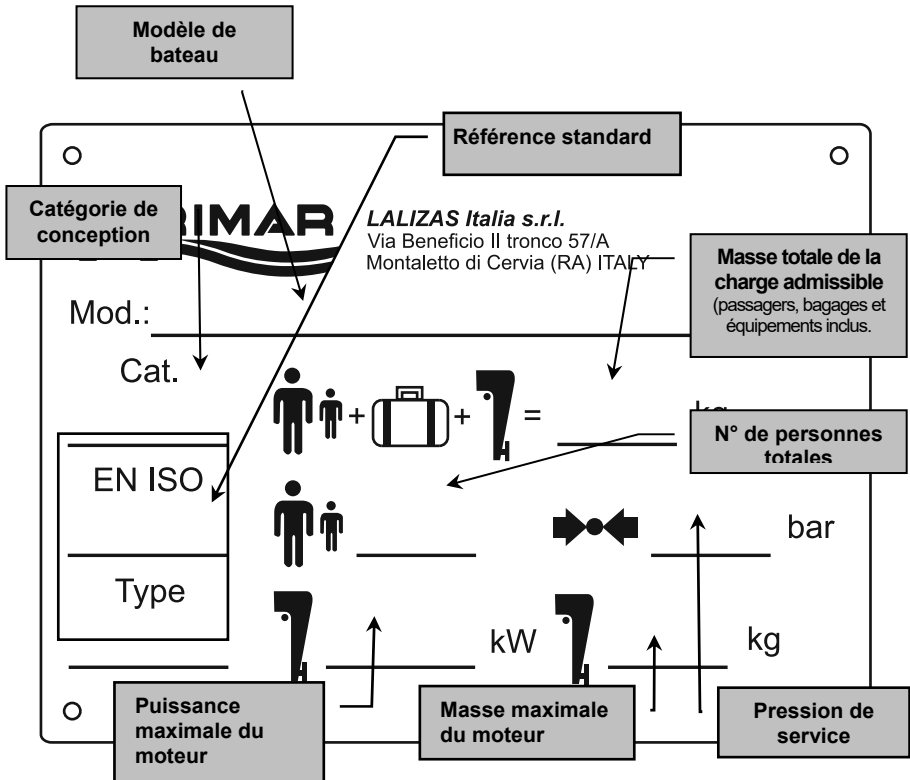 Modèle de
bateau
Référence standard
Catégorie de
conception
RIMAR
LALIZAS Italia s.r.l.
Via Beneficio II tronco 57/A
Montaletto di Cervia (RA) ITALY
Masse totale de la
charge admissible
(passagers, bagages et
équipements inclus.
Mod.:
Cat.
+ + =
N° de personnes
totales
EN ISO
bar
Type
kW
kg
Puissance
maximale du
moteur
Masse maximale
du moteur
Pression de
service